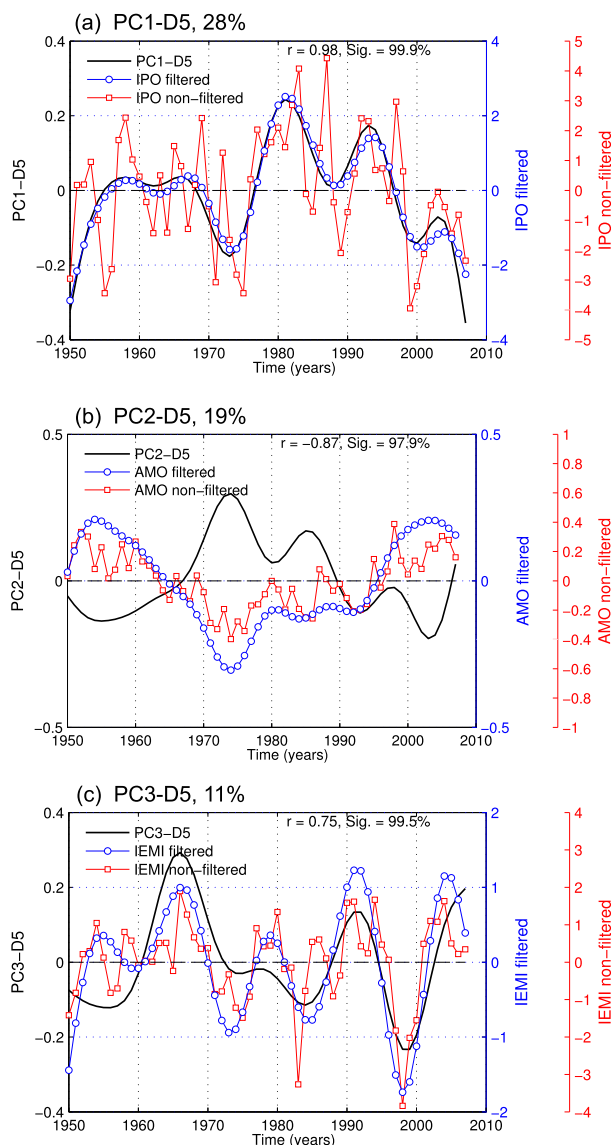 (a) PC1−D5, 28%
r = 0.98, Sig. = 99.9%
PC1−D5
IPO filtered
IPO non−filtered
0.4
0.2
0
−0.2
−0.4
PC1−D5
4
2
0
−2
−4
IPO filtered
5
4
3
2
1
0
−1
−2
−3
−4
−5
IPO non−filtered
1950 1960 1970 1980 1990 2000 2010
Time (years)
(b) PC2−D5, 19%
r = −0.87, Sig. = 97.9%
PC2−D5
AMO filtered
AMO non−filtered
0.5
0
−0.5
PC2−D5
0.5
0
−0.5
AMO filtered
1
0.8
0.6
0.4
0.2
0
−0.2
−0.4
−0.6
−0.8
−1
AMO non−filtered
1950 1960 1970 1980 1990 2000 2010
Time (years)
(c) PC3−D5, 11%
r = 0.75, Sig. = 99.5%
PC3−D5
IEMI filtered
IEMI non−filtered
0.4
0.2
0
−0.2
−0.4
PC3−D5
2
1
0
−1
−2
IEMI filtered
4
3
2
1
0
−1
−2
−3
−4
IEMI non−filtered
1950 1960 1970 1980 1990 2000 2010
Time (years)